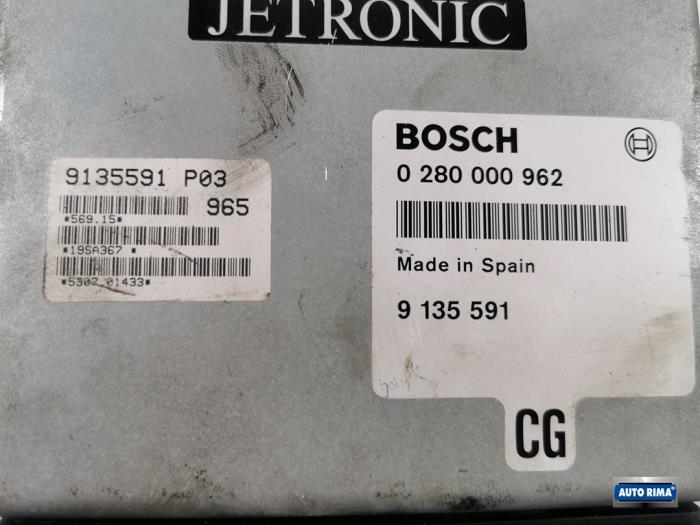 JETRONIC
9135591 P03
965
*569.15*
*19SA367 *
*5307 01433*
BOSCH
0 280 000 962
Made in Spain
9 135 591
CG
AUTO RIMA